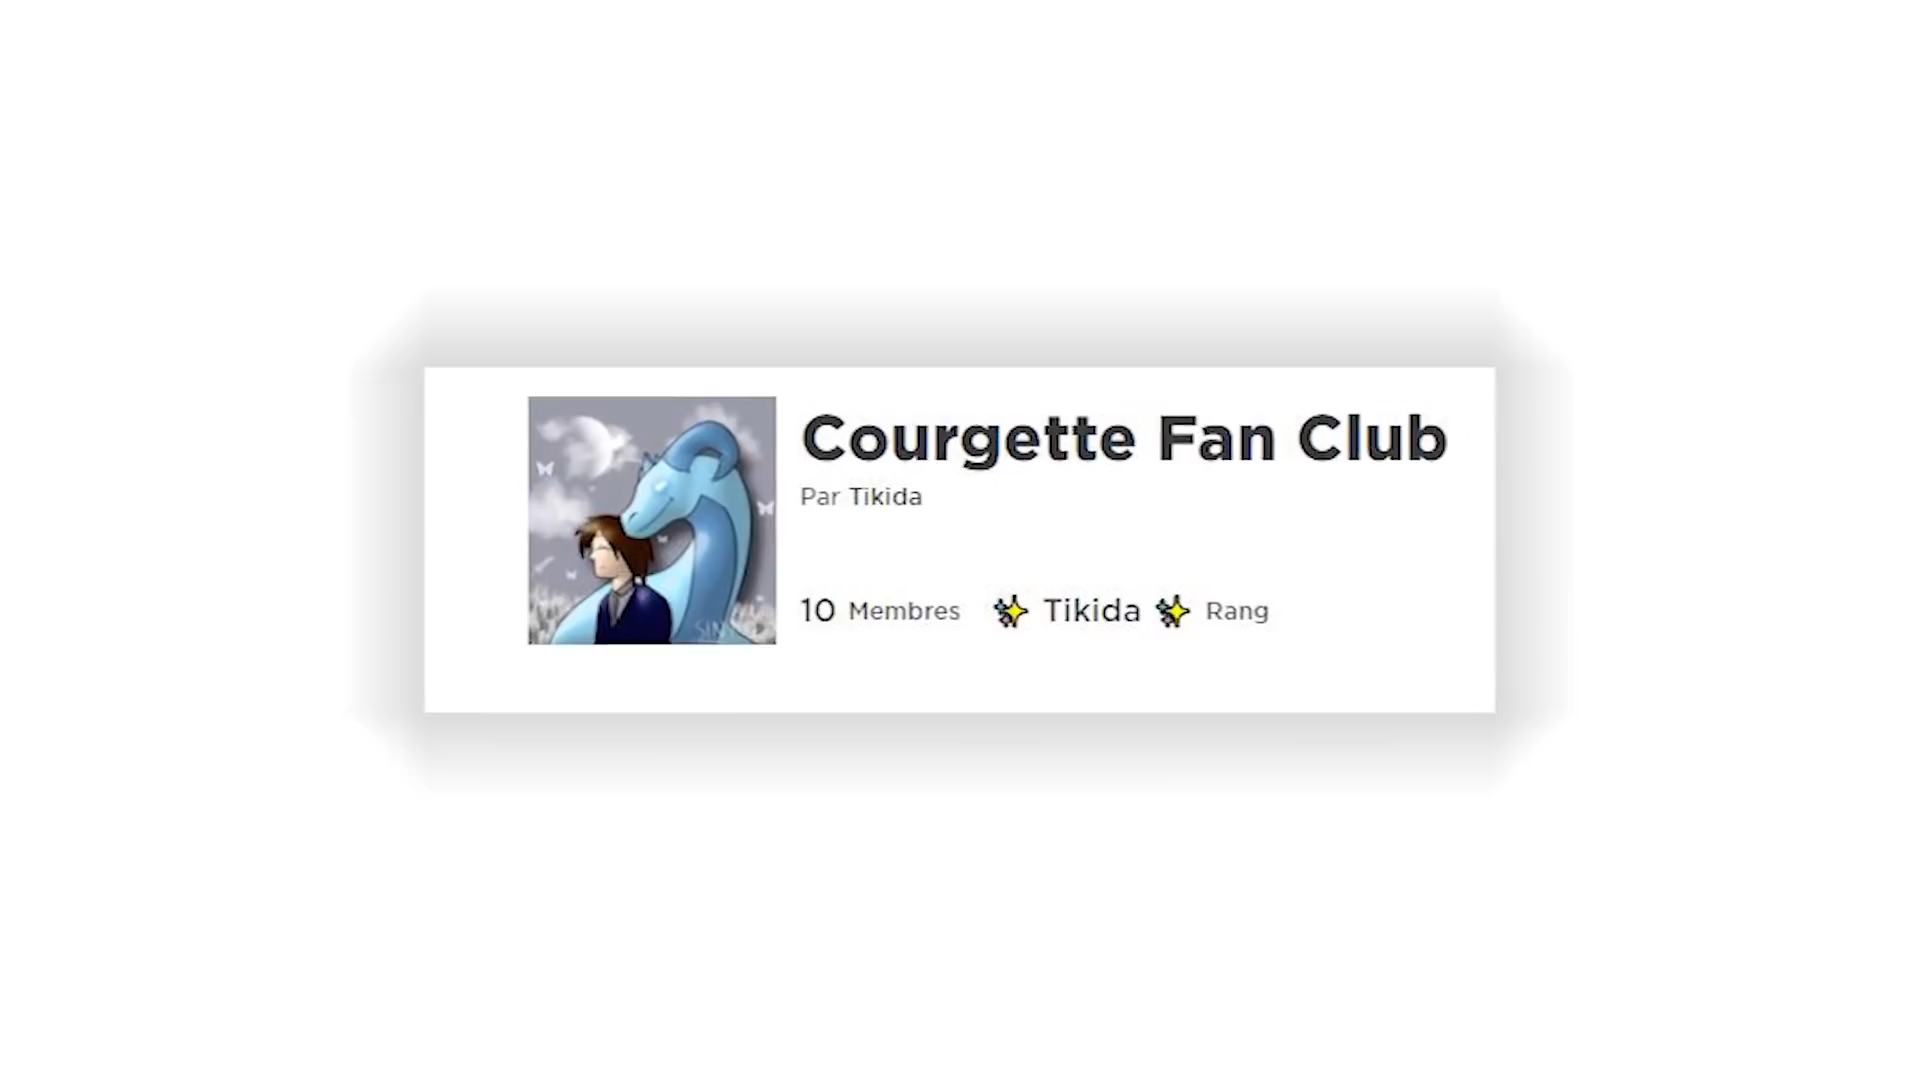 Courgette Fan Club
Par Tikida
10 Membres ✨ Tikida ✨ Rang